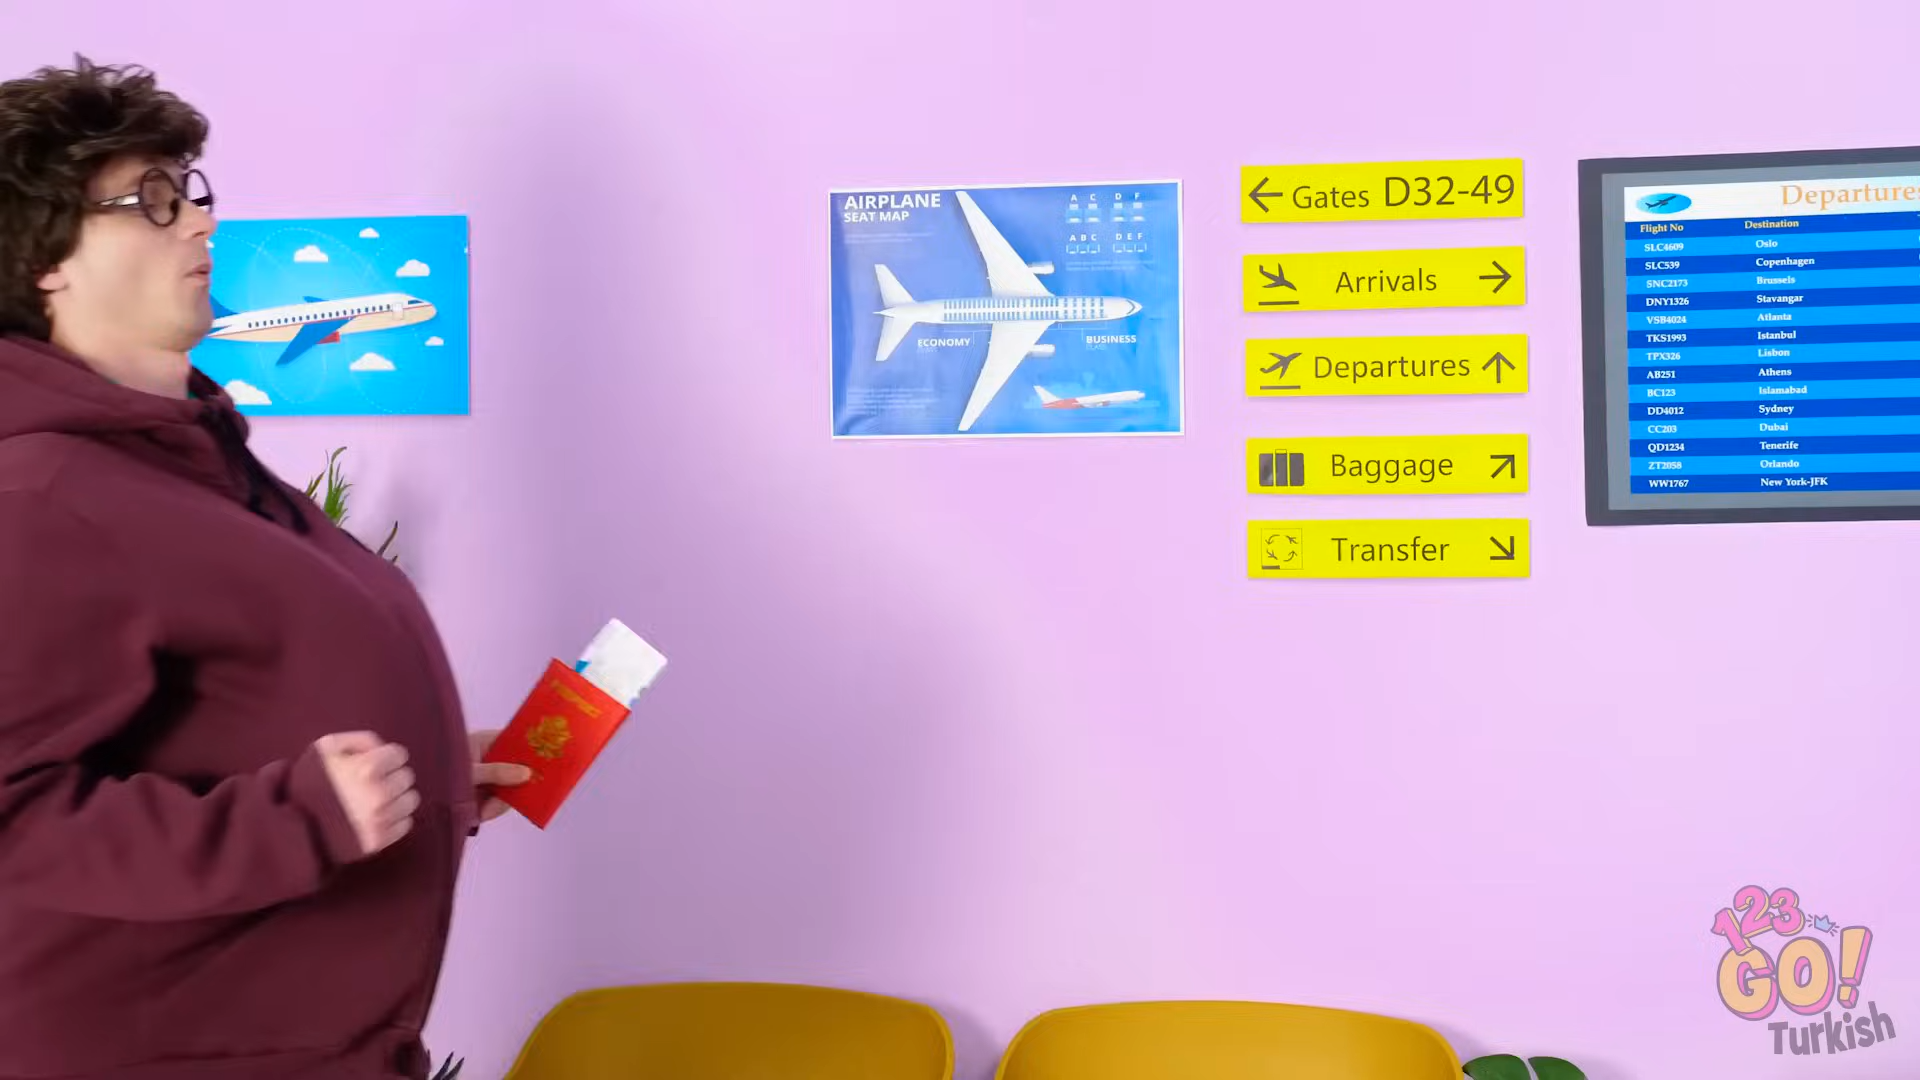 AIRPLANE
SEAT MAP
A C D F
A B C D E F
ECONOMY
BUSINESS
CLASS
← Gates D32-49
Arrivals →
Departures ↑
Baggage ↗
Transfer ↘
Departures
Flight No Destination
SLC4609 Oslo
SLC539 Copenhagen
SNC2173 Brussels
DNY1326 Stavangar
VSB4024 Atlanta
TKS1993 Istanbul
TPX326 Lisbon
AB251 Athens
BC123 Islamabad
DD4012 Sydney
CC203 Dubai
QD1234 Tenerife
ZT2058 Orlando
WW1767 New York-JFK
123
GO!
Turkish